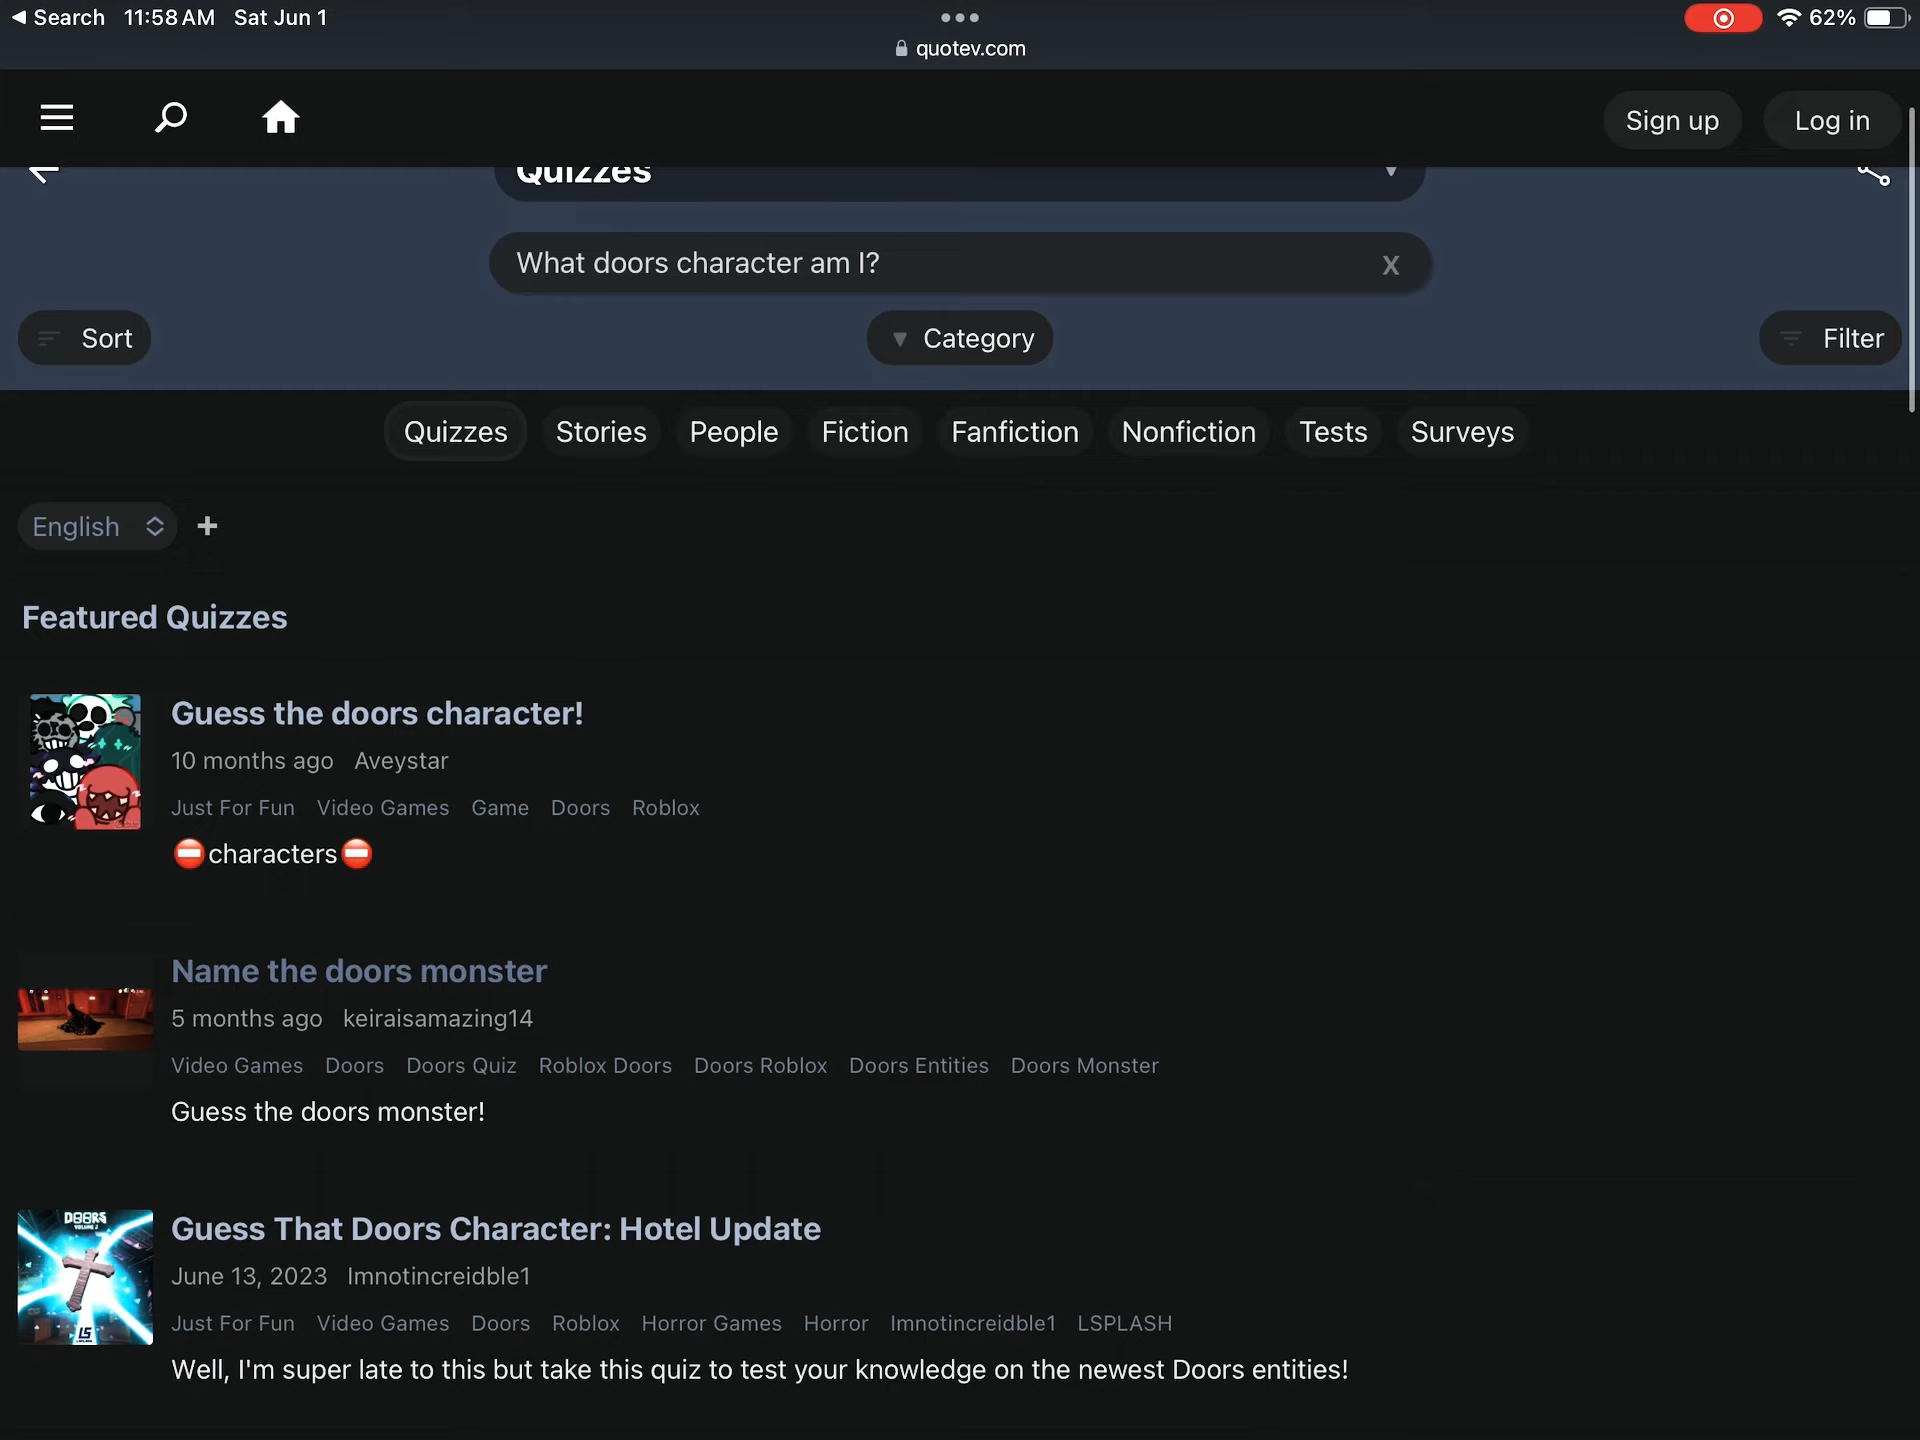 ◀ Search 11:58 AM Sat Jun 1
62%
quotev.com
Sign up
Log in
Quizzes
What doors character am I?
X
Sort
Category
Filter
Quizzes
Stories
People
Fiction
Fanfiction
Nonfiction
Tests
Surveys
English
+
Featured Quizzes
Guess the doors character!
10 months ago Aveystar
Just For Fun Video Games Game Doors Roblox
⛔characters⛔
Name the doors monster
5 months ago keiraisamazing14
Video Games Doors Doors Quiz Roblox Doors Doors Roblox Doors Entities Doors Monster
Guess the doors monster!
DOORS
LS
Guess That Doors Character: Hotel Update
June 13, 2023 Imnotincreidble1
Just For Fun Video Games Doors Roblox Horror Games Horror Imnotincreidble1 LSPLASH
Well, I'm super late to this but take this quiz to test your knowledge on the newest Doors entities!